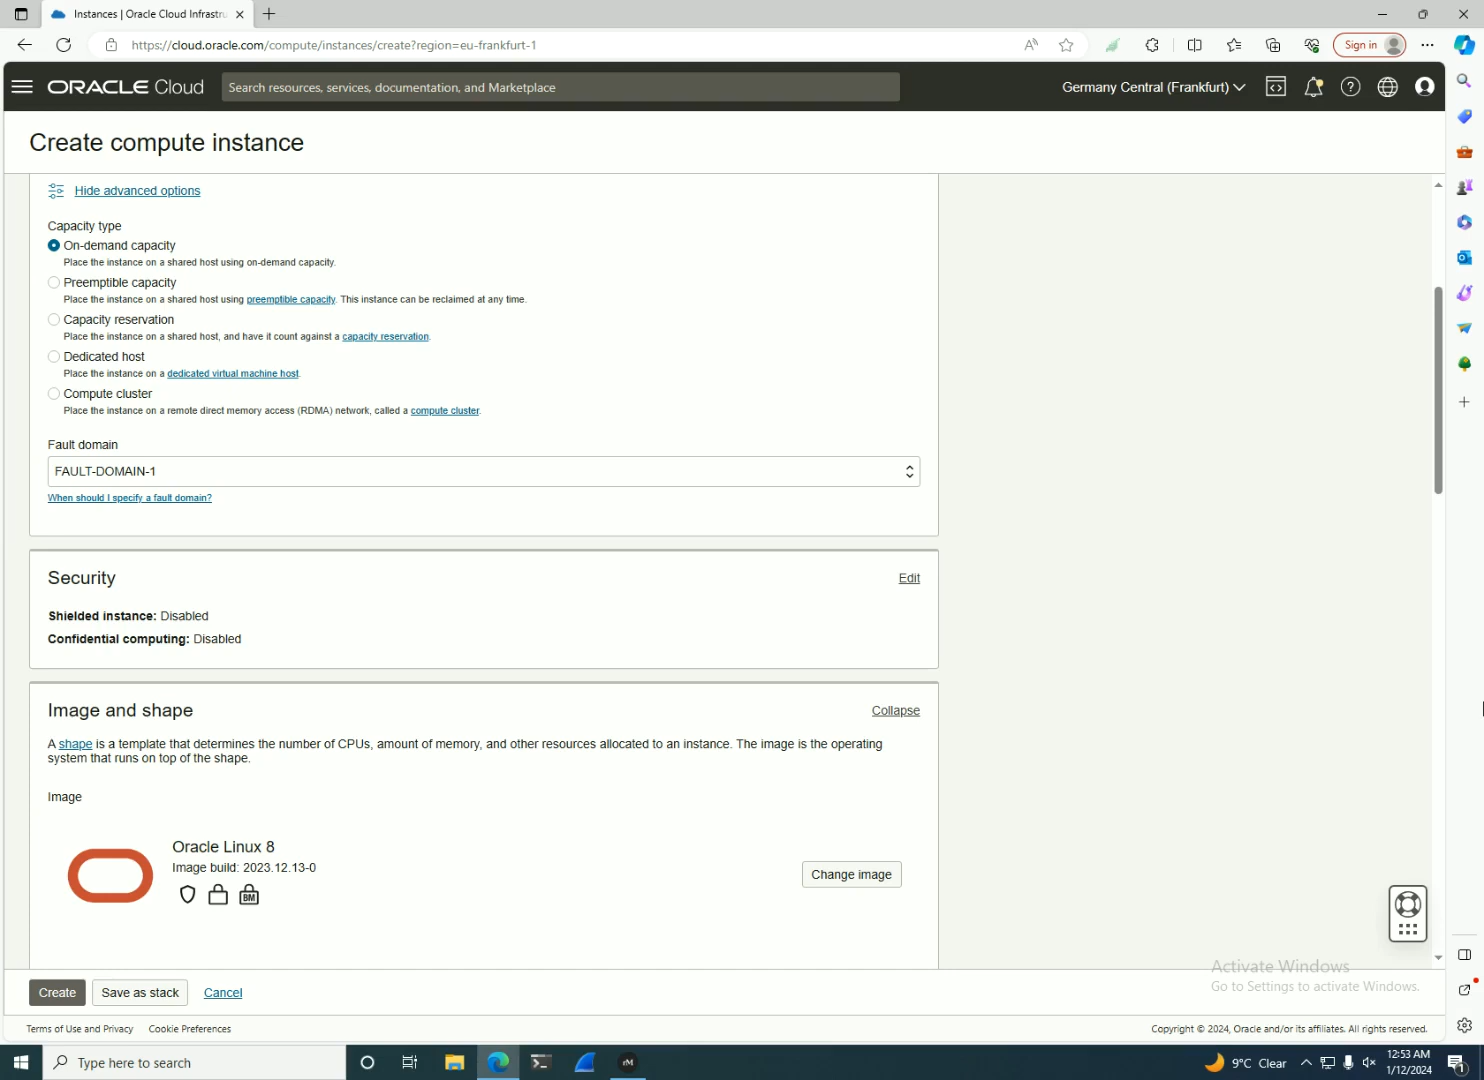 Instances | Oracle Cloud Infrastru
https://cloud.oracle.com/compute/instances/create?region=eu-frankfurt-1
Sign in
ORACLE Cloud
Search resources, services, documentation, and Marketplace
Germany Central (Frankfurt)
Create compute instance
Hide advanced options
Capacity type
On-demand capacity
Place the instance on a shared host using on-demand capacity.
Preemptible capacity
Place the instance on a shared host using preemptible capacity. This instance can be reclaimed at any time.
Capacity reservation
Place the instance on a shared host, and have it count against a capacity reservation.
Dedicated host
Place the instance on a dedicated virtual machine host.
Compute cluster
Place the instance on a remote direct memory access (RDMA) network, called a compute cluster.
Fault domain
FAULT-DOMAIN-1
When should I specify a fault domain?
Security
Edit
Shielded instance: Disabled
Confidential computing: Disabled
Image and shape
Collapse
A shape is a template that determines the number of CPUs, amount of memory, and other resources allocated to an instance. The image is the operating
system that runs on top of the shape.
Image
Oracle Linux 8
Image build: 2023.12.13-0
BM
Change image
Activate Windows
Go to Settings to activate Windows.
Create
Save as stack
Cancel
Terms of Use and Privacy
Cookie Preferences
Copyright © 2024, Oracle and/or its affiliates. All rights reserved.
Type here to search
rM
9°C Clear
12:53 AM
1/12/2024
1